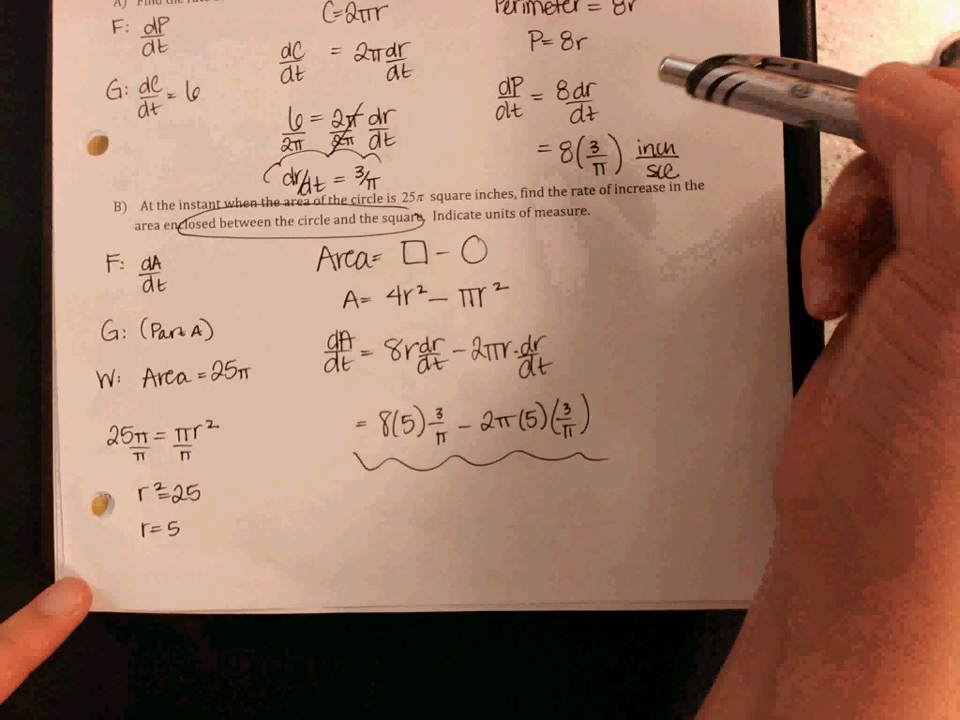 A) Find the rate
F: dP/dt
G: dC/dt = 6
C=2πr
dC/dt = 2π dr/dt
6/2π = 2π/2π dr/dt
dr/dt = 3/π
Perimeter = 8r
P= 8r
dP/dt = 8 dr/dt
= 8(3/π) inch/sec
B) At the instant when the area of the circle is 25π square inches, find the rate of increase in the
area enclosed between the circle and the square. Indicate units of measure.
F: dA/dt
G: (Part A)
W: Area = 25π
25π/π = πr²/π
r²=25
r= 5
Area= □ - ○
A= 4r² - πr²
dA/dt = 8r dr/dt - 2πr · dr/dt
= 8(5) 3/π - 2π(5)(3/π)